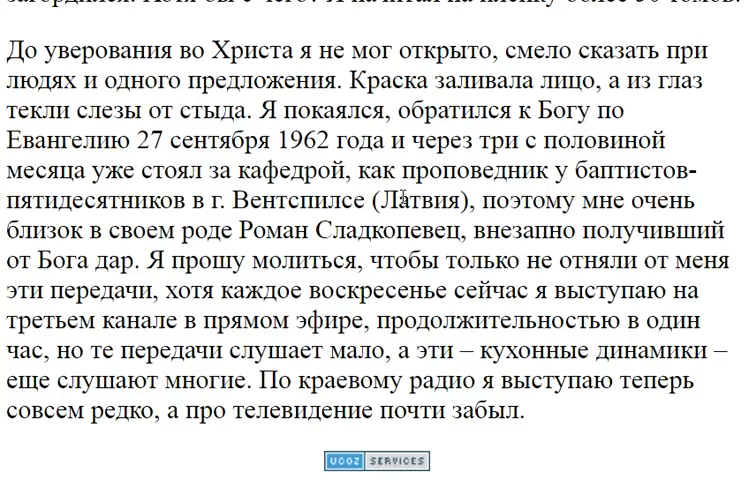 До уверования во Христа я не мог открыто, смело сказать при
людях и одного предложения. Краска заливала лицо, а из глаз
текли слезы от стыда. Я покаялся, обратился к Богу по
Евангелию 27 сентября 1962 года и через три с половиной
месяца уже стоял за кафедрой, как проповедник у баптистов-
пятидесятников в г. Вентспилсе (Латвия), поэтому мне очень
близок в своем роде Роман Сладкопевец, внезапно получивший
от Бога дар. Я прошу молиться, чтобы только не отняли от меня
эти передачи, хотя каждое воскресенье сейчас я выступаю на
третьем канале в прямом эфире, продолжительностью в один
час, но те передачи слушает мало, а эти – кухонные динамики –
еще слушают многие. По краевому радио я выступаю теперь
совсем редко, а про телевидение почти забыл.
UCOZ SERVICES